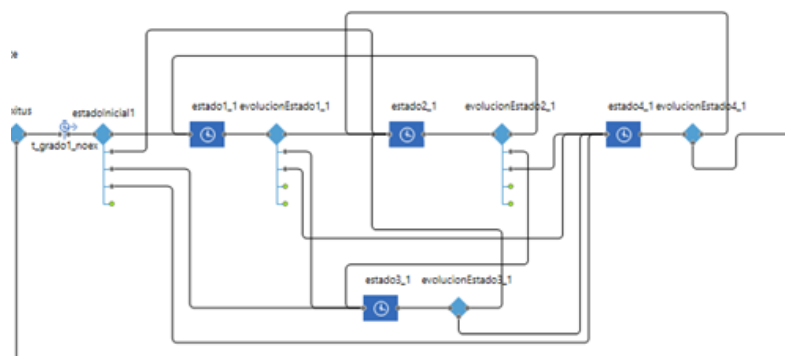 estadoInicial1
estado1_1
evolucionEstado1_1
estado2_1
evolucionEstado2_1
estado4_1
evolucionEstado4_1
t_grado1_noex
estado3_1
evolucionEstado3_1